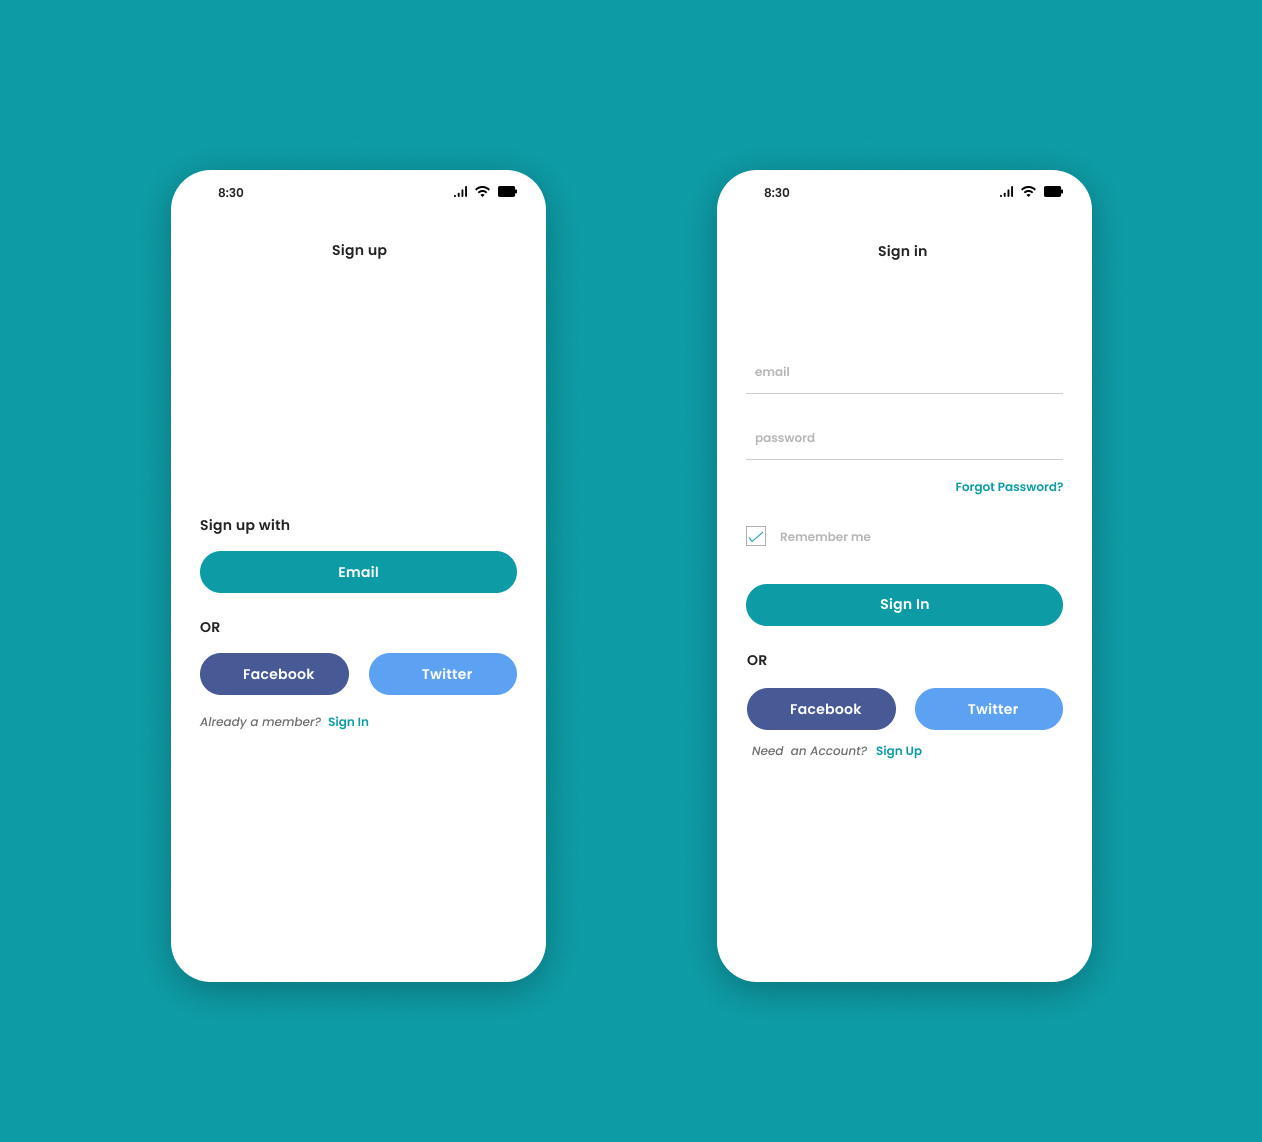 8:30
Sign up
Sign up with
Email
OR
Facebook Twitter
Already a member? Sign In
8:30
Sign in
email
password
Forgot Password?
Remember me
Sign In
OR
Facebook Twitter
Need an Account? Sign Up